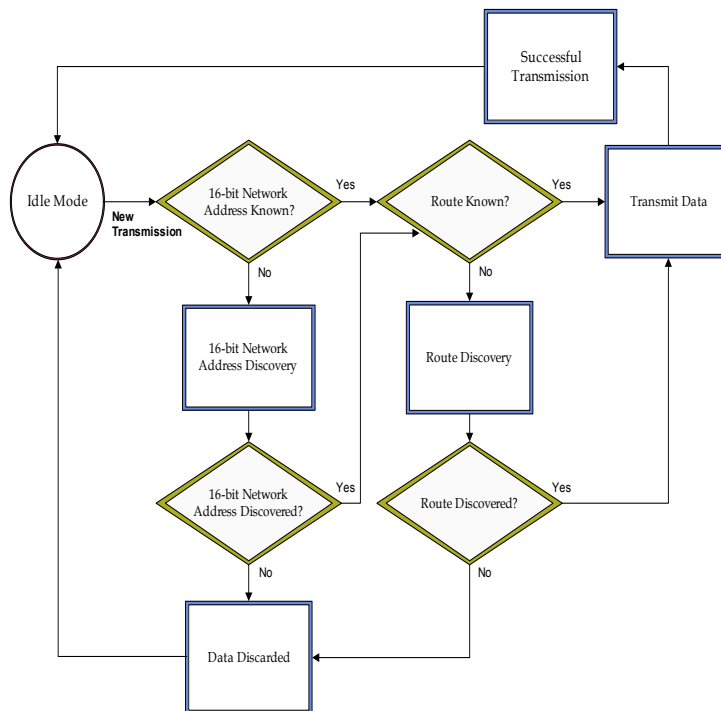 Successful
Transmission
Idle Mode
New
Transmission
16-bit Network
Address Known?
Yes
Route Known?
Yes
Transmit Data
No
No
16-bit Network
Address Discovery
Route Discovery
16-bit Network
Address Discovered?
Yes
Route Discovered?
Yes
No
No
Data Discarded